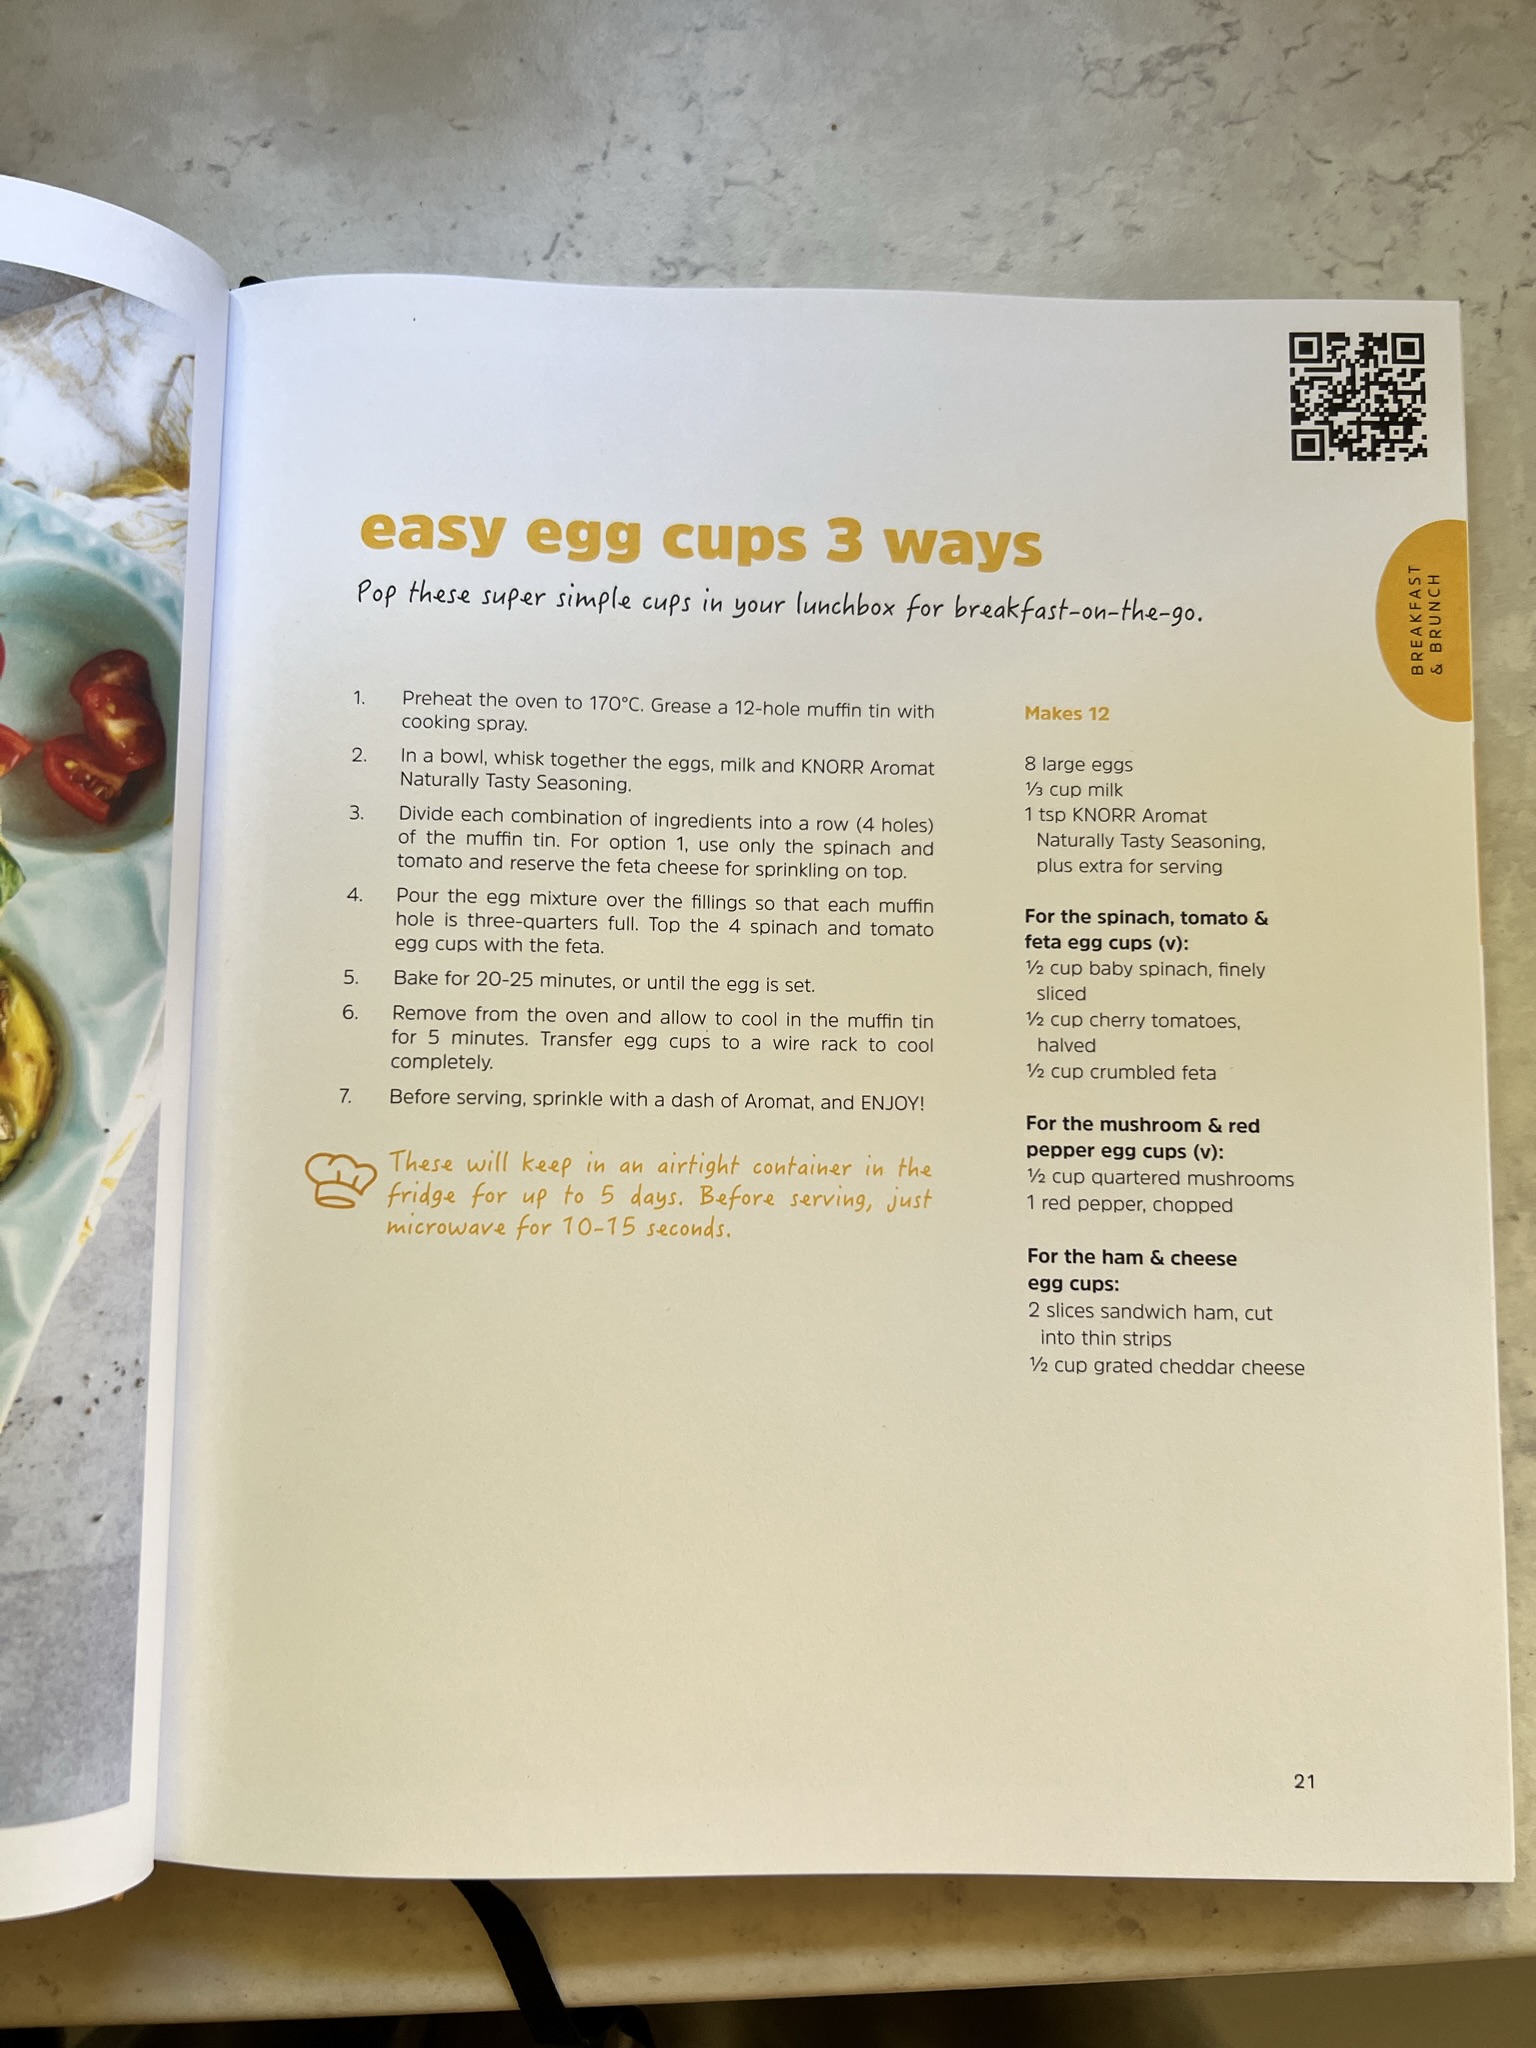 easy egg cups 3 ways
Pop these super simple cups in your lunchbox for breakfast-on-the-go.
1. Preheat the oven to 170°C. Grease a 12-hole muffin tin with
cooking spray.
2. In a bowl, whisk together the eggs, milk and KNORR Aromat
Naturally Tasty Seasoning.
3. Divide each combination of ingredients into a row (4 holes)
of the muffin tin. For option 1, use only the spinach and
tomato and reserve the feta cheese for sprinkling on top.
4. Pour the egg mixture over the fillings so that each muffin
hole is three-quarters full. Top the 4 spinach and tomato
egg cups with the feta.
5. Bake for 20-25 minutes, or until the egg is set.
6. Remove from the oven and allow to cool in the muffin tin
for 5 minutes. Transfer egg cups to a wire rack to cool
completely.
7. Before serving, sprinkle with a dash of Aromat, and ENJOY!
These will keep in an airtight container in the
fridge for up to 5 days. Before serving, just
microwave for 10-15 seconds.
Makes 12
8 large eggs
⅓ cup milk
1 tsp KNORR Aromat
Naturally Tasty Seasoning,
plus extra for serving
For the spinach, tomato &
feta egg cups (v):
½ cup baby spinach, finely
sliced
½ cup cherry tomatoes,
halved
½ cup crumbled feta
For the mushroom & red
pepper egg cups (v):
½ cup quartered mushrooms
1 red pepper, chopped
For the ham & cheese
egg cups:
2 slices sandwich ham, cut
into thin strips
½ cup grated cheddar cheese
BREAKFAST
& BRUNCH
21